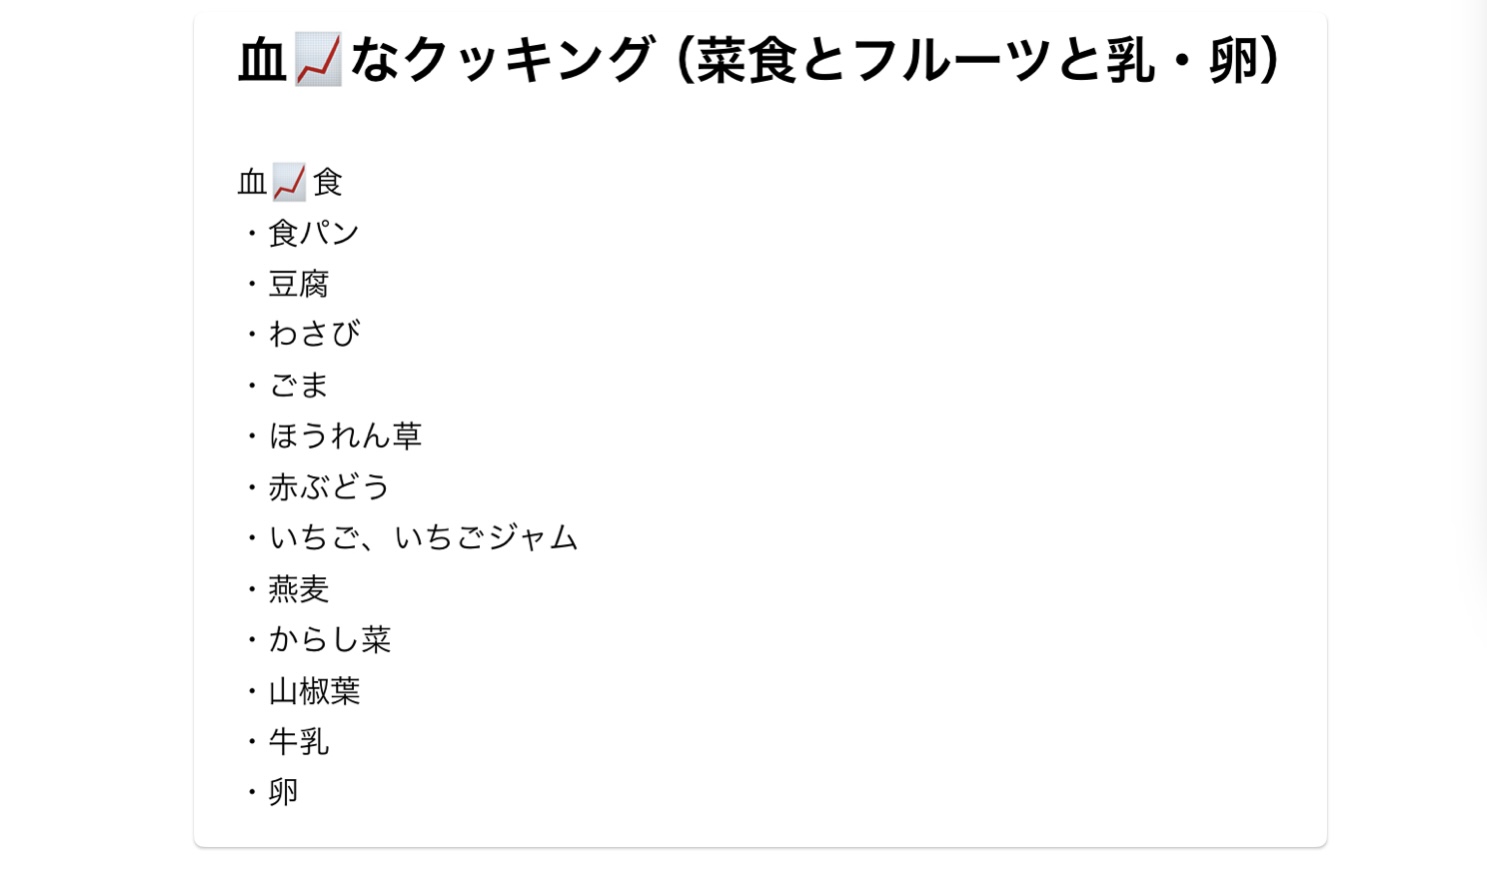 血📈なクッキング（菜食とフルーツと乳・卵）
血📈食
・食パン
・豆腐
・わさび
・ごま
・ほうれん草
・赤ぶどう
・いちご、いちごジャム
・燕麦
・からし菜
・山椒葉
・牛乳
・卵